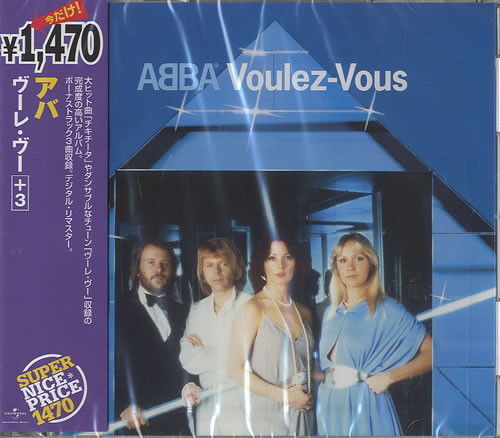 今だけ!
¥1,470
アバ
ヴーレ・ヴー+3
大ヒット曲「チキチータ」やダンサブルなチューン「ヴーレ・ヴー」収録の
完成度の高いアルバム。
ボーナストラック3曲収録。デジタル・リマスター。
SUPER
NICE*
PRICE
1470
UNIVERSAL
ABBA® Voulez-Vous